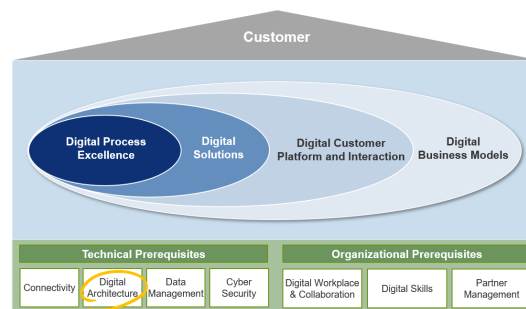 Customer
Digital Process
Excellence
Digital
Solutions
Digital Customer
Platform and Interaction
Digital
Business Models
Technical Prerequisites
Organizational Prerequisites
Connectivity
Digital
Architecture
Data
Management
Cyber
Security
Digital Workplace
& Collaboration
Digital Skills
Partner
Management